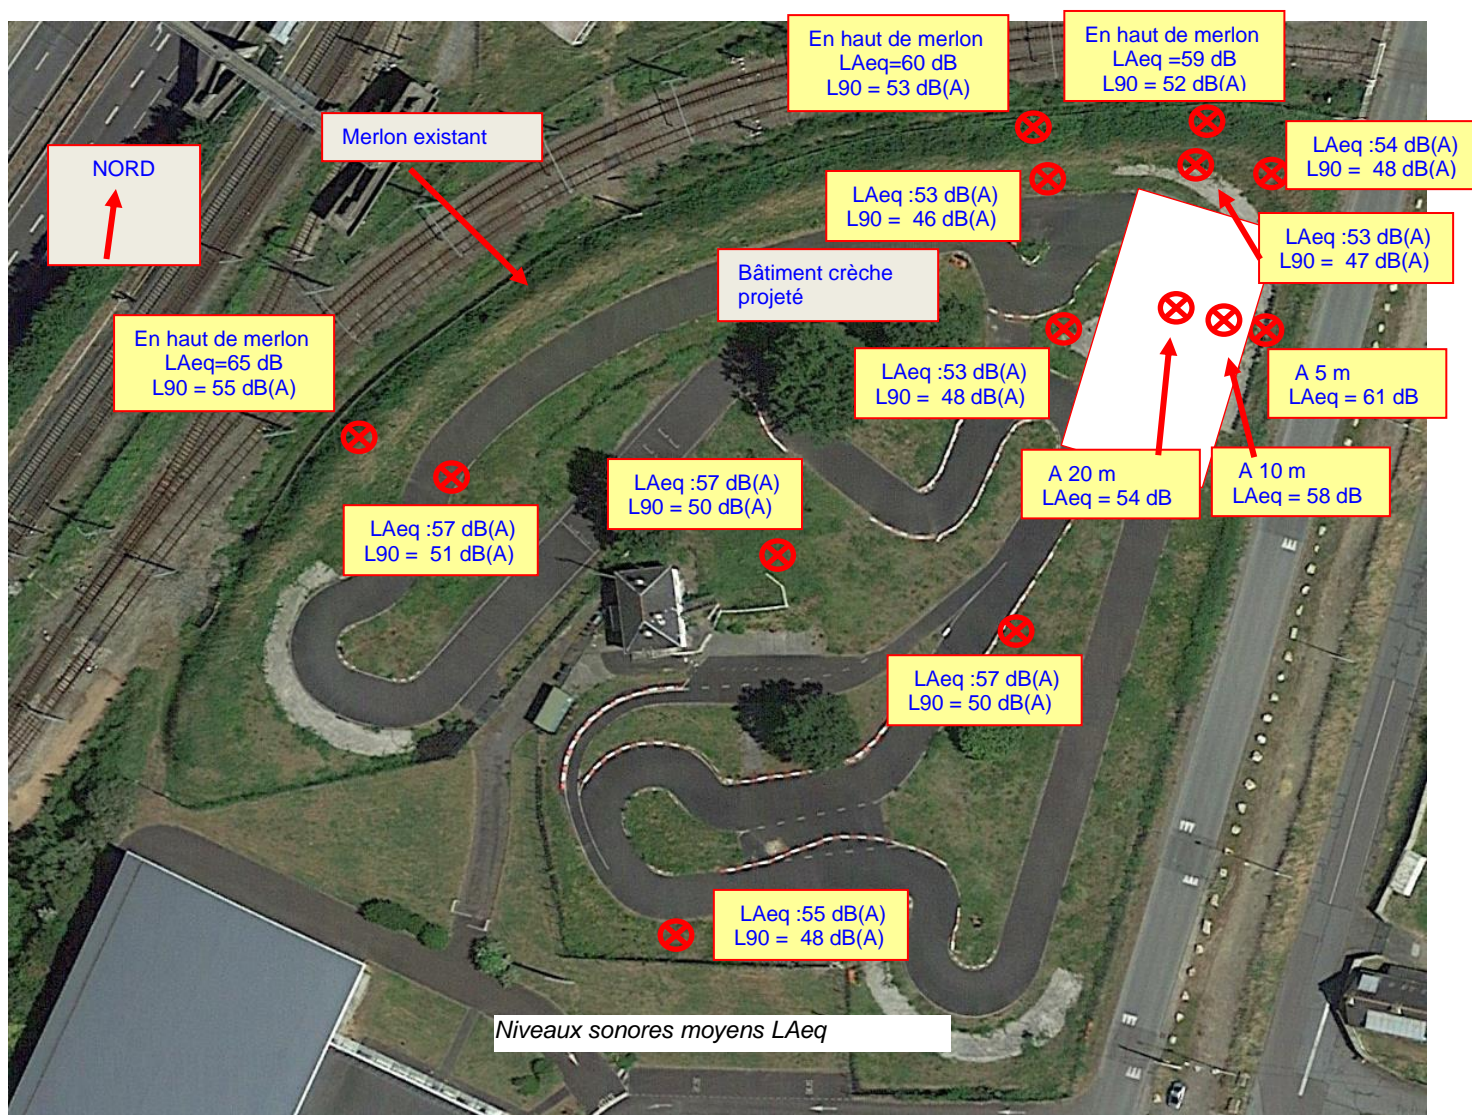 En haut de merlon
LAeq=60 dB
L90 = 53 dB(A)
En haut de merlon
LAeq =59 dB
L90 = 52 dB(A)
Merlon existant
NORD
LAeq :54 dB(A)
L90 =  48 dB(A)
LAeq :53 dB(A)
L90 =  46 dB(A)
LAeq :53 dB(A)
L90 =  47 dB(A)
Bâtiment crèche
projeté
En haut de merlon
LAeq=65 dB
L90 = 55 dB(A)
LAeq :53 dB(A)
L90 =  48 dB(A)
A 5 m
LAeq = 61 dB
A 20 m
LAeq = 54 dB
A 10 m
LAeq = 58 dB
LAeq :57 dB(A)
L90 = 50 dB(A)
LAeq :57 dB(A)
L90 =  51 dB(A)
LAeq :57 dB(A)
L90 = 50 dB(A)
LAeq :55 dB(A)
L90 =  48 dB(A)
Niveaux sonores moyens LAeq